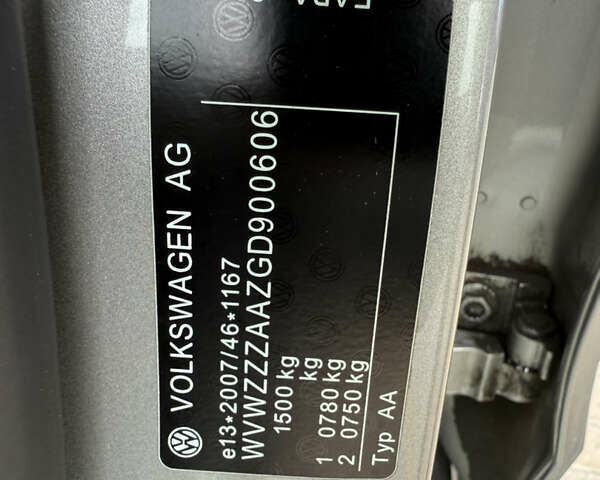 VOLKSWAGEN AG
e13*2007/46*1167
WVWZZZAAZGD900606
1500 kg
kg
1 0780 kg
2 0750 kg
Typ AA